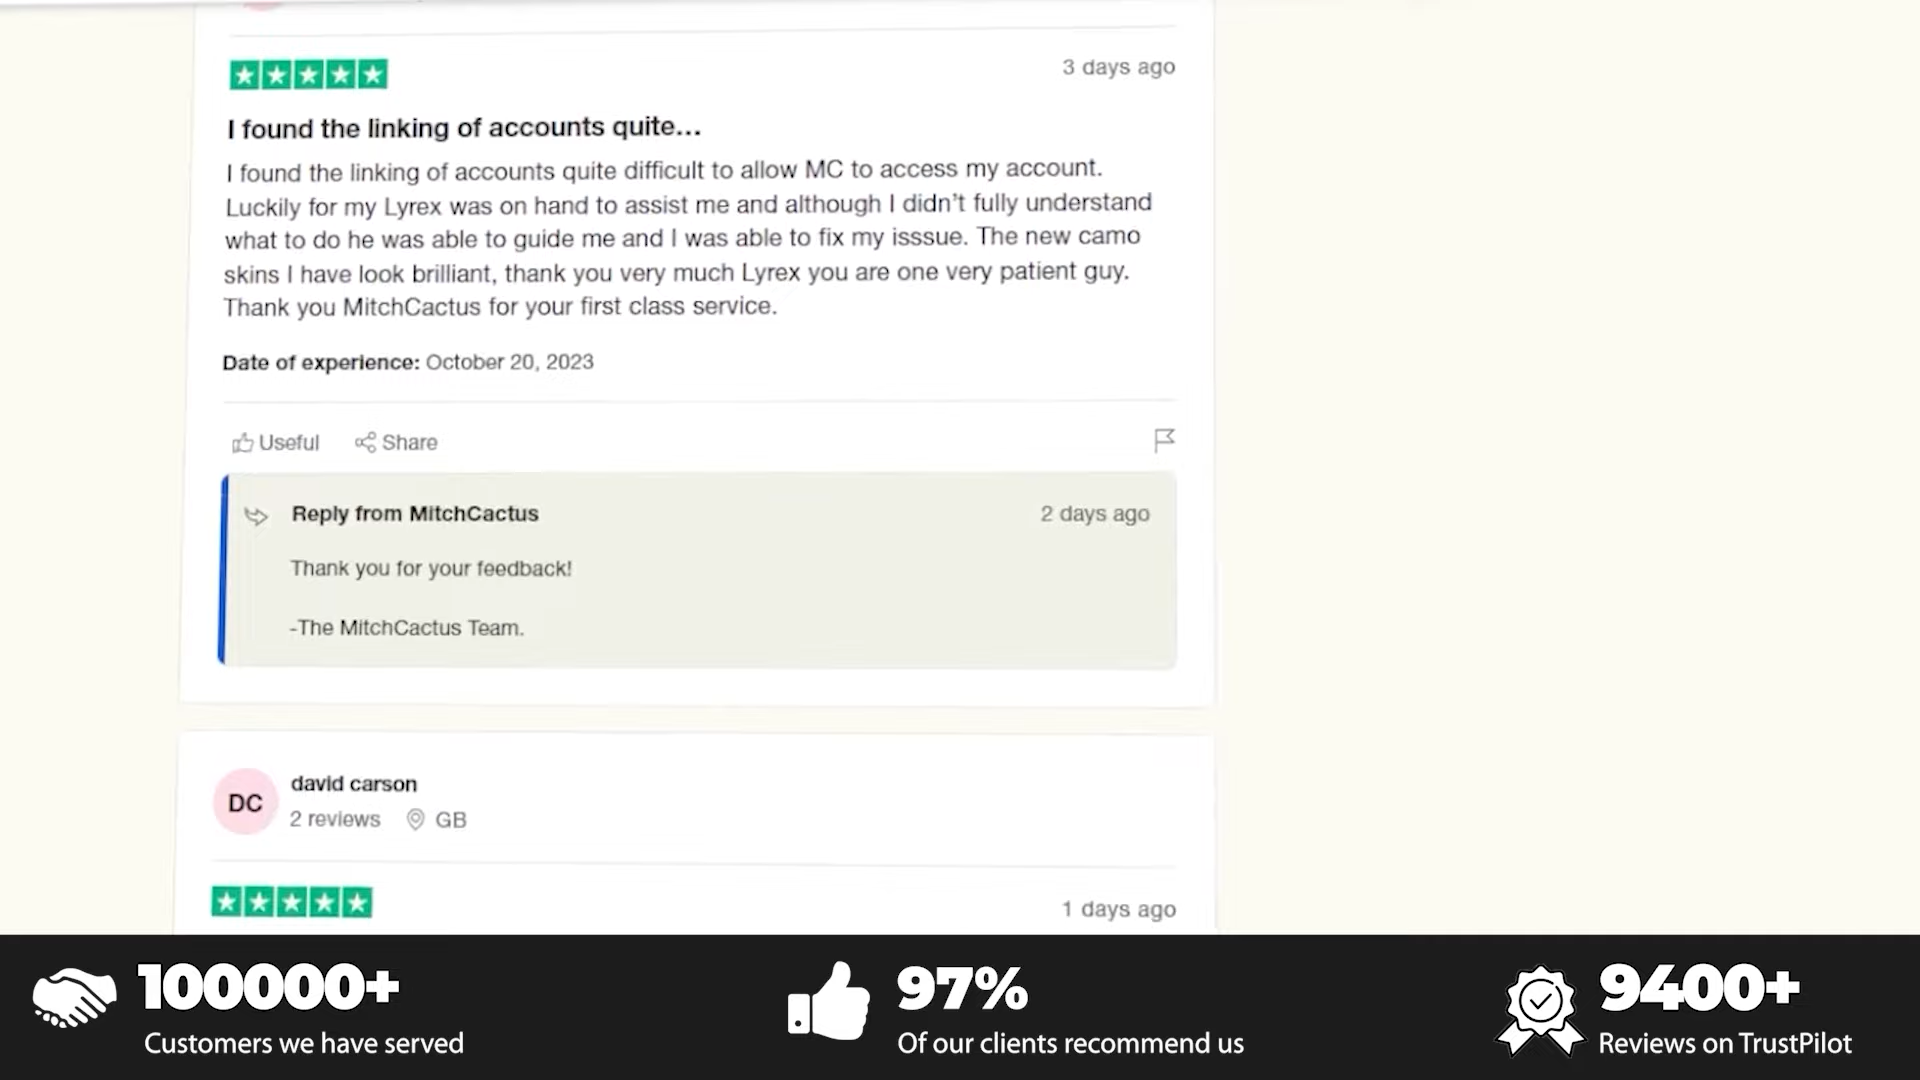 3 days ago
I found the linking of accounts quite...
I found the linking of accounts quite difficult to allow MC to access my account.
Luckily for my Lyrex was on hand to assist me and although I didn't fully understand
what to do he was able to guide me and I was able to fix my isssue. The new camo
skins I have look brilliant, thank you very much Lyrex you are one very patient guy.
Thank you MitchCactus for your first class service.
Date of experience: October 20, 2023
Useful Share
Reply from MitchCactus 2 days ago
Thank you for your feedback!
-The MitchCactus Team.
DC
david carson
2 reviews GB
1 days ago
100000+
Customers we have served
97%
Of our clients recommend us
9400+
Reviews on TrustPilot